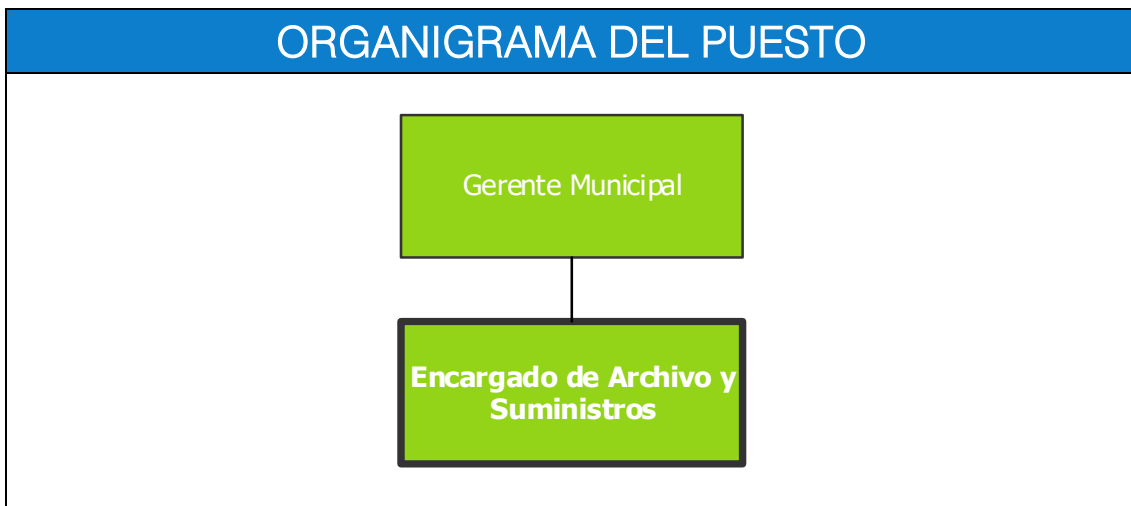 ORGANIGRAMA DEL PUESTO
Gerente Municipal
Encargado de Archivo y
Suministros